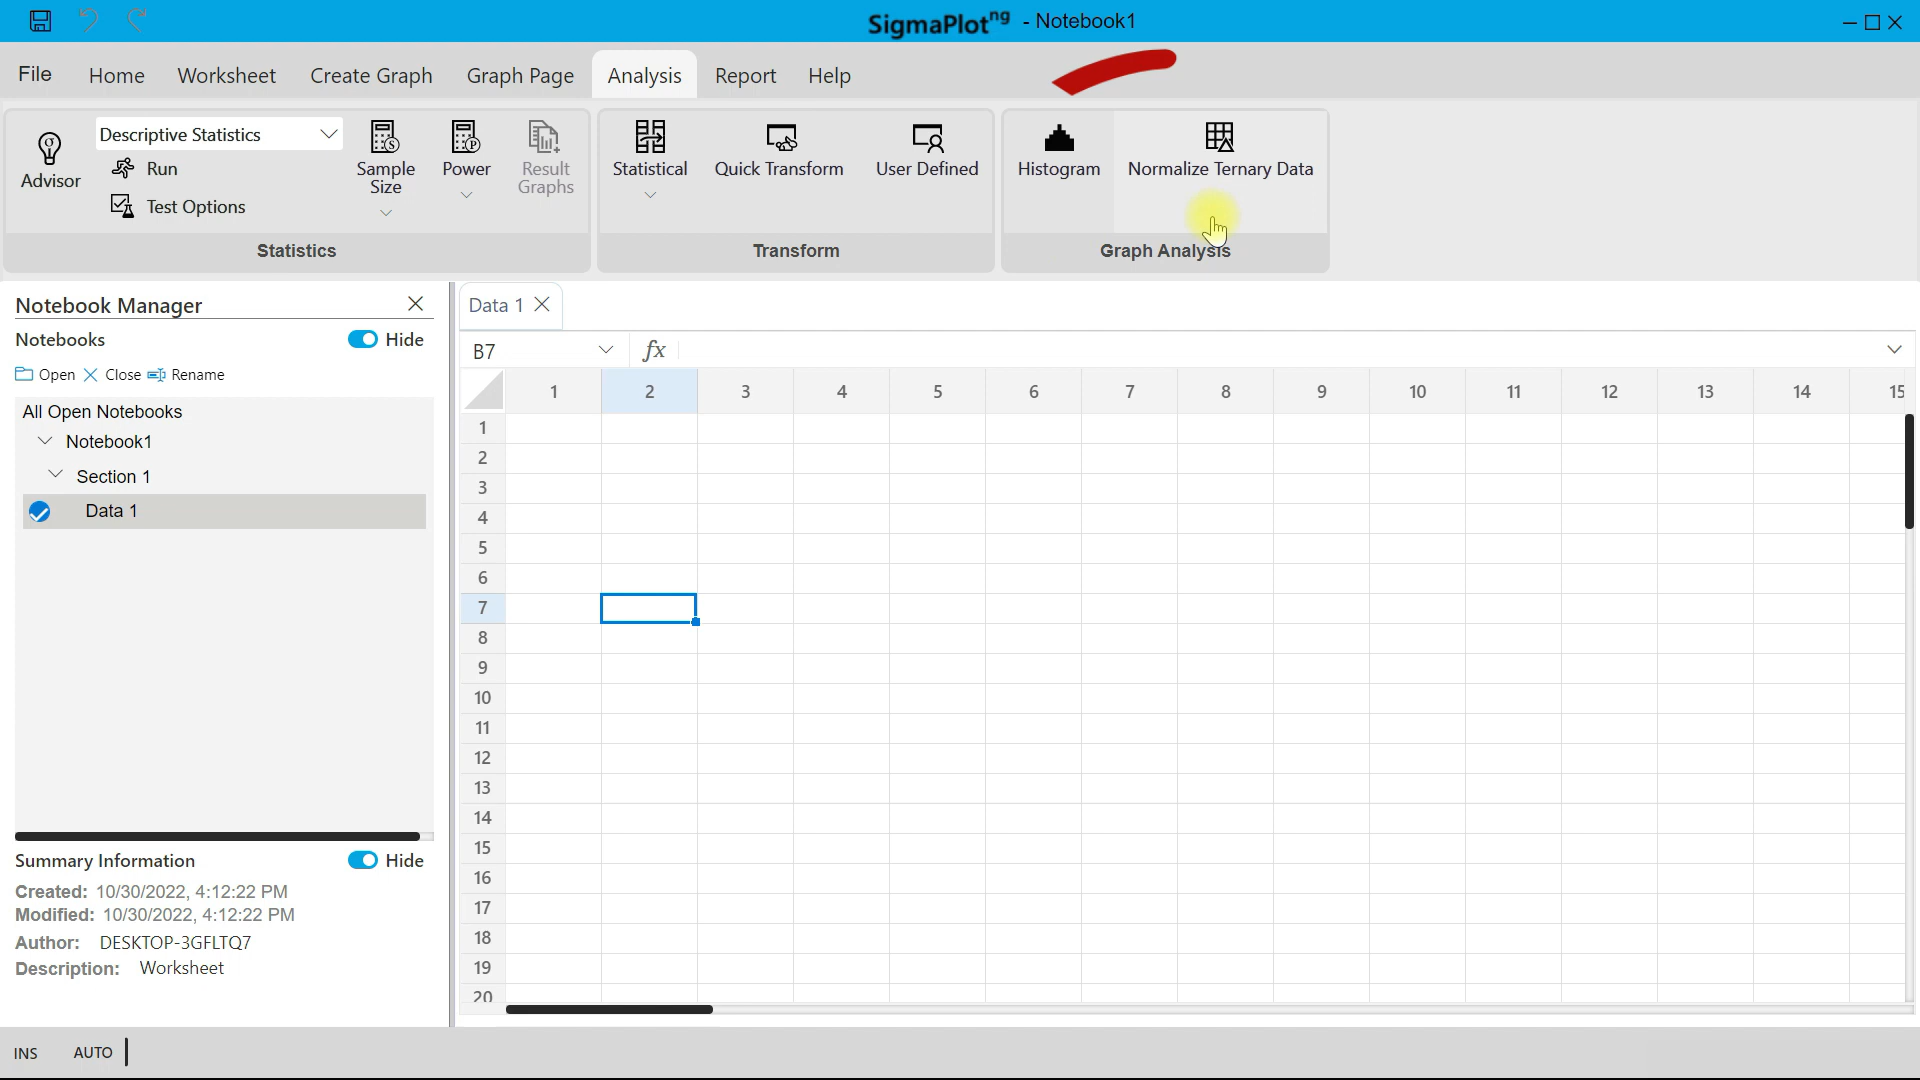 SigmaPlot ng - Notebook1
File Home Worksheet Create Graph Graph Page Analysis Report Help
Advisor
Descriptive Statistics
Run
Test Options
Sample Size
Power
Result Graphs
Statistics
Statistical
Quick Transform
User Defined
Transform
Histogram
Normalize Ternary Data
Graph Analysis
Notebook Manager
Notebooks Hide
Open Close Rename
All Open Notebooks
Notebook1
Section 1
Data 1
Summary Information Hide
Created: 10/30/2022, 4:12:22 PM
Modified: 10/30/2022, 4:12:22 PM
Author: DESKTOP-3GFLTQ7
Description: Worksheet
Data 1
B7 fx
1 2 3 4 5 6 7 8 9 10 11 12 13 14 15
1
2
3
4
5
6
7
8
9
10
11
12
13
14
15
16
17
18
19
20
INS AUTO